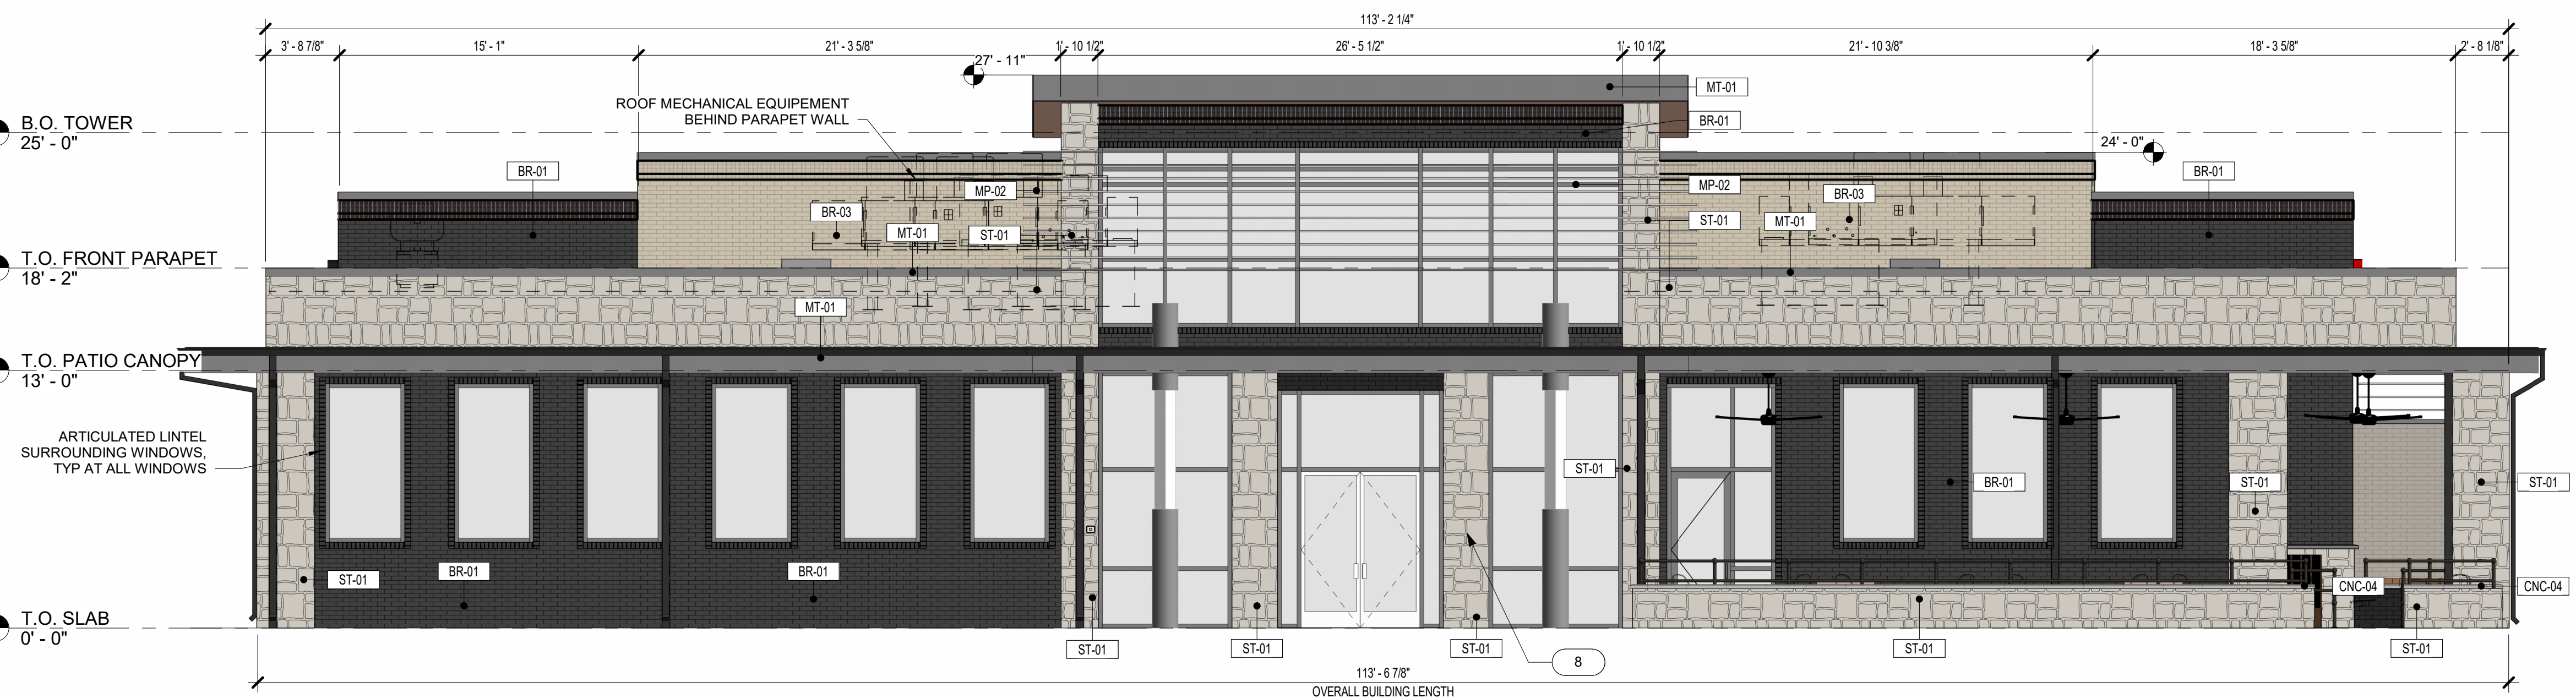 113' - 2 1/4"
3' - 8 7/8"
15' - 1"
21' - 3 5/8"
1' - 10 1/2"
26' - 5 1/2"
1' - 10 1/2"
21' - 10 3/8"
18' - 3 5/8"
2' - 8 1/8"
27' - 11"
MT-01
ROOF MECHANICAL EQUIPEMENT
BEHIND PARAPET WALL
B.O. TOWER
25' - 0"
BR-01
24' - 0"
BR-01
BR-01
MP-02
MP-02
BR-03
BR-03
MT-01
ST-01
ST-01
MT-01
T.O. FRONT PARAPET
18' - 2"
MT-01
T.O. PATIO CANOPY
13' - 0"
ARTICULATED LINTEL
SURROUNDING WINDOWS,
TYP AT ALL WINDOWS
ST-01
BR-01
ST-01
ST-01
ST-01
BR-01
BR-01
CNC-04
CNC-04
T.O. SLAB
0' - 0"
ST-01
ST-01
ST-01
ST-01
ST-01
8
113' - 6 7/8"
OVERALL BUILDING LENGTH